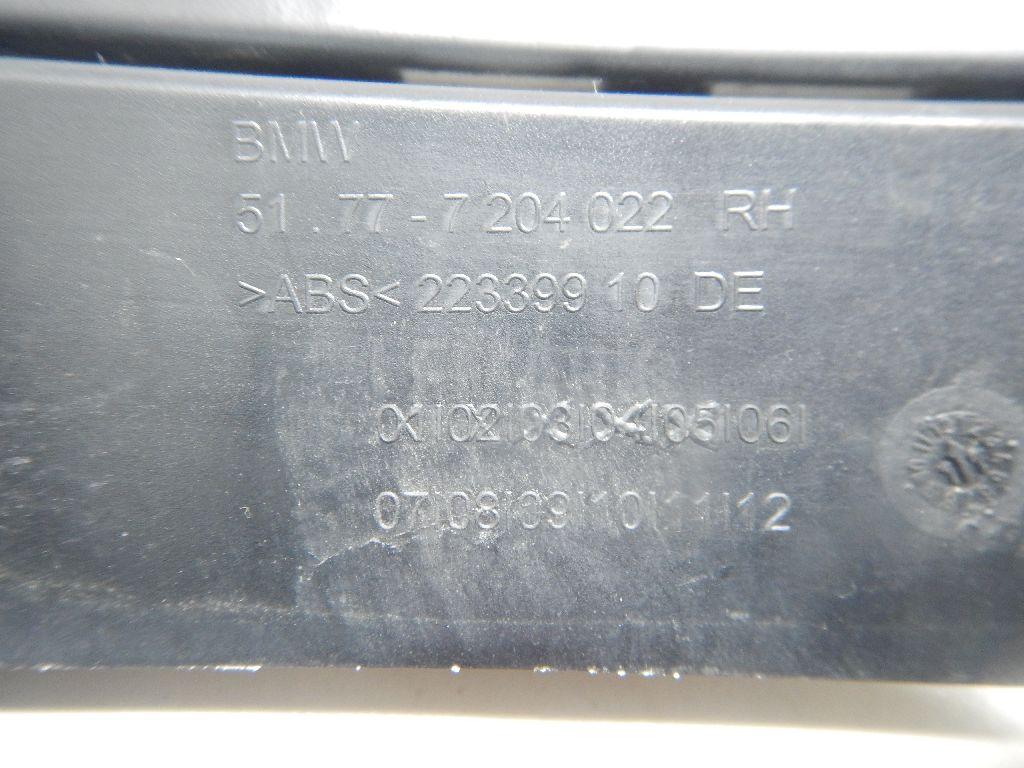 BMW
51.77-7 204 022 RH
>ABS< 223399 10 DE
01|02|03|04|05|06|
07|08|09|10|11|12